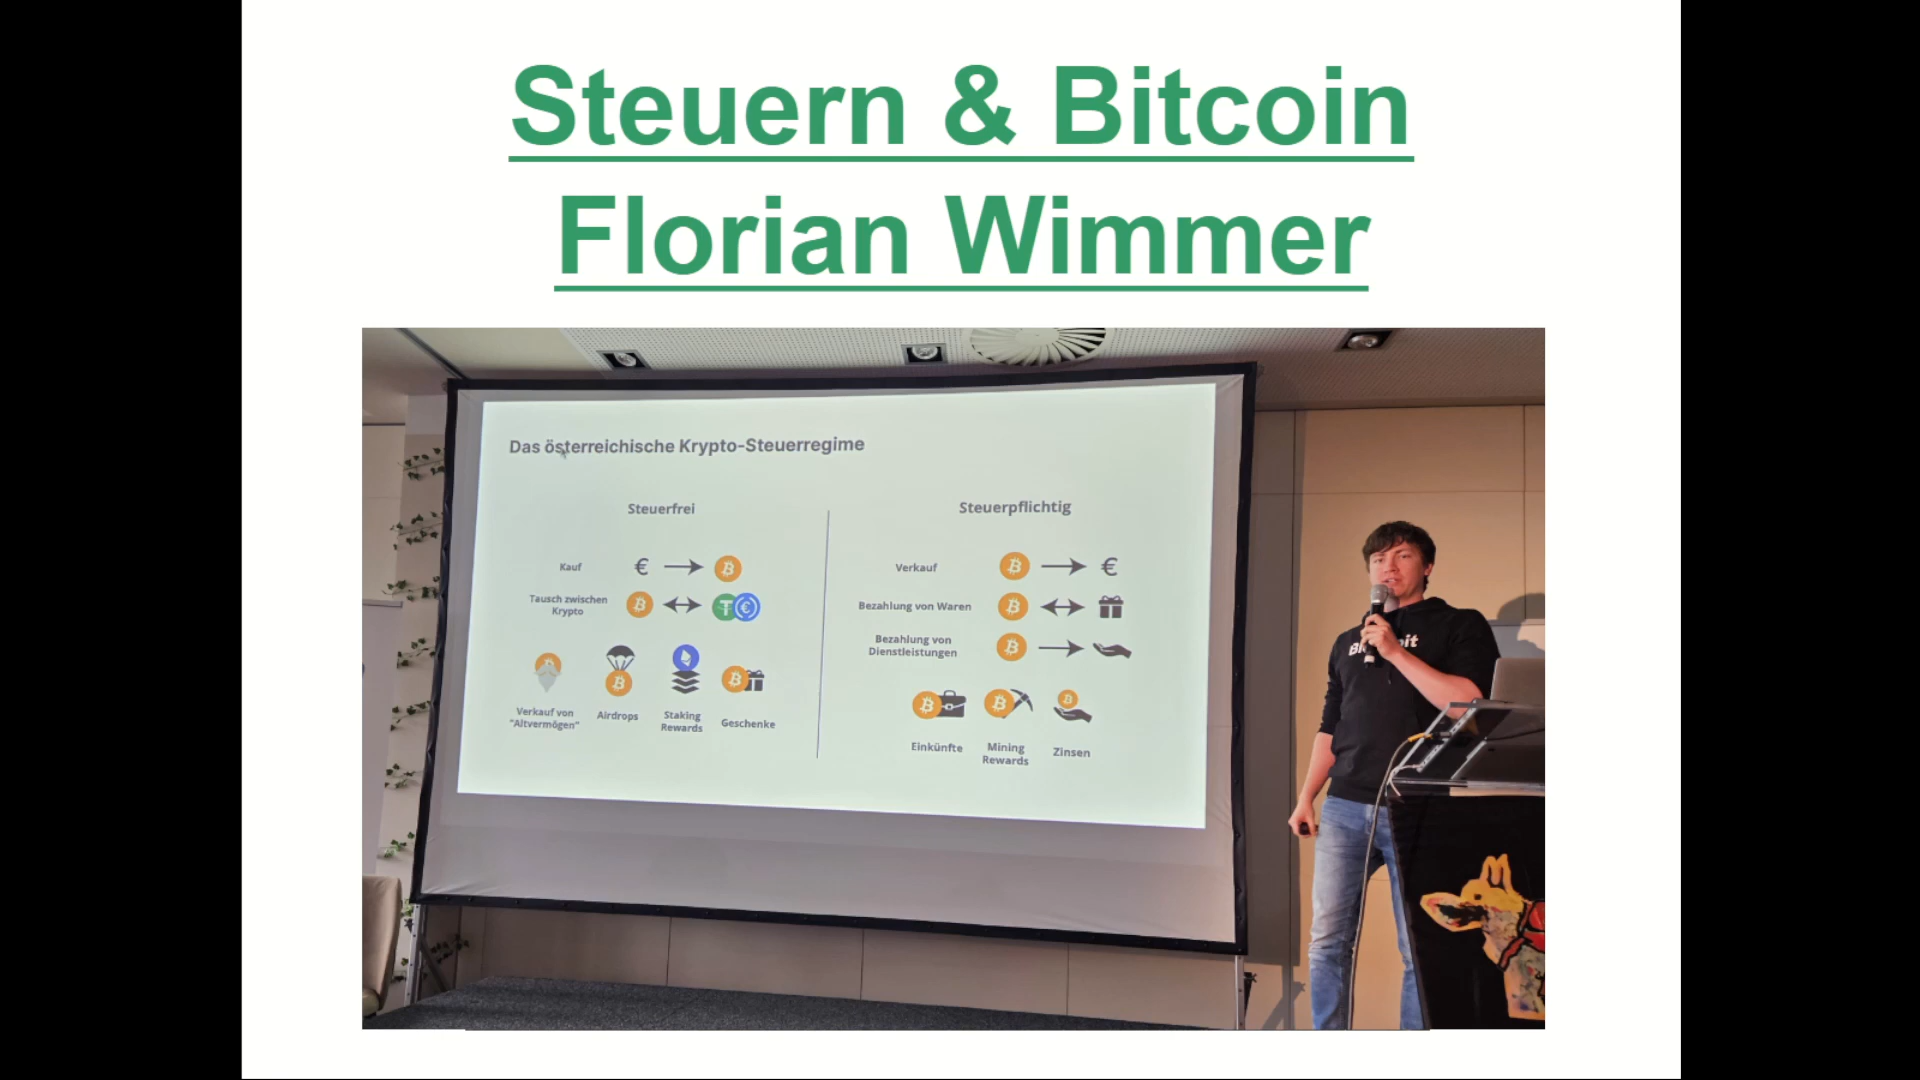 Steuern & Bitcoin
Florian Wimmer
Das österreichische Krypto-Steuerregime
Steuerfrei
Kauf
€
Tausch zwischen
Krypto
Verkauf von
"Altvermögen"
Airdrops
Staking
Rewards
Geschenke
Steuerpflichtig
Verkauf
€
Bezahlung von Waren
Bezahlung von
Dienstleistungen
Einkünfte
Mining
Rewards
Zinsen